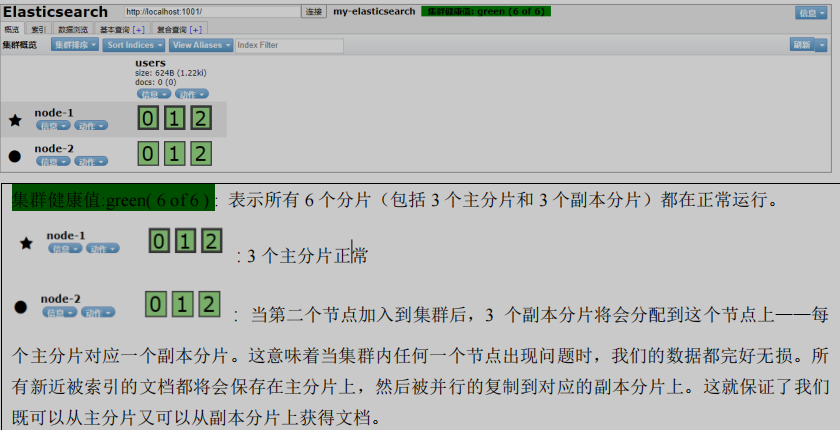 Elasticsearch http://localhost:1001/ 连接 my-elasticsearch 集群健康值: green (6 of 6) 信息
概览 索引 数据浏览 基本查询 [+] 复合查询 [+]
集群概览 集群排序 Sort Indices View Aliases Index Filter 刷新
users
size: 624B (1.22ki)
docs: 0 (0)
信息 动作
node-1 0 1 2
信息 动作
node-2 0 1 2
信息 动作
集群健康值:green( 6 of 6 ) : 表示所有 6 个分片（包括 3 个主分片和 3 个副本分片）都在正常运行。
node-1 0 1 2
信息 动作 : 3 个主分片正常
node-2 0 1 2
信息 动作 : 当第二个节点加入到集群后，3 个副本分片将会分配到这个节点上——每
个主分片对应一个副本分片。这意味着当集群内任何一个节点出现问题时，我们的数据都完好无损。所
有新近被索引的文档都将会保存在主分片上，然后被并行的复制到对应的副本分片上。这就保证了我们
既可以从主分片又可以从副本分片上获得文档。